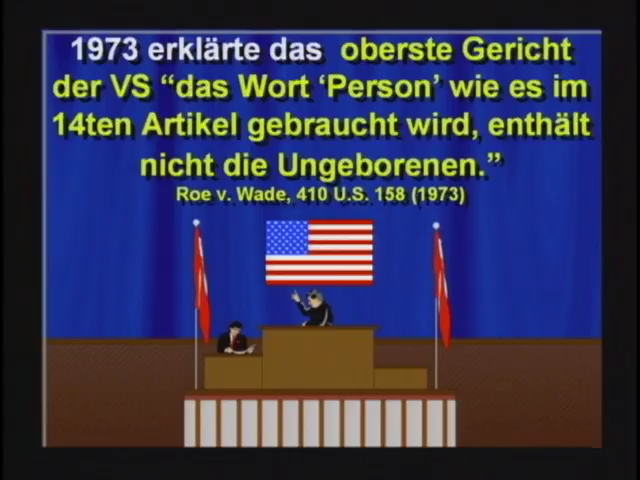 1973 erklärte das oberste Gericht
der VS “das Wort ‘Person’ wie es im
14ten Artikel gebraucht wird, enthält
nicht die Ungeborenen.”
Roe v. Wade, 410 U.S. 158 (1973)